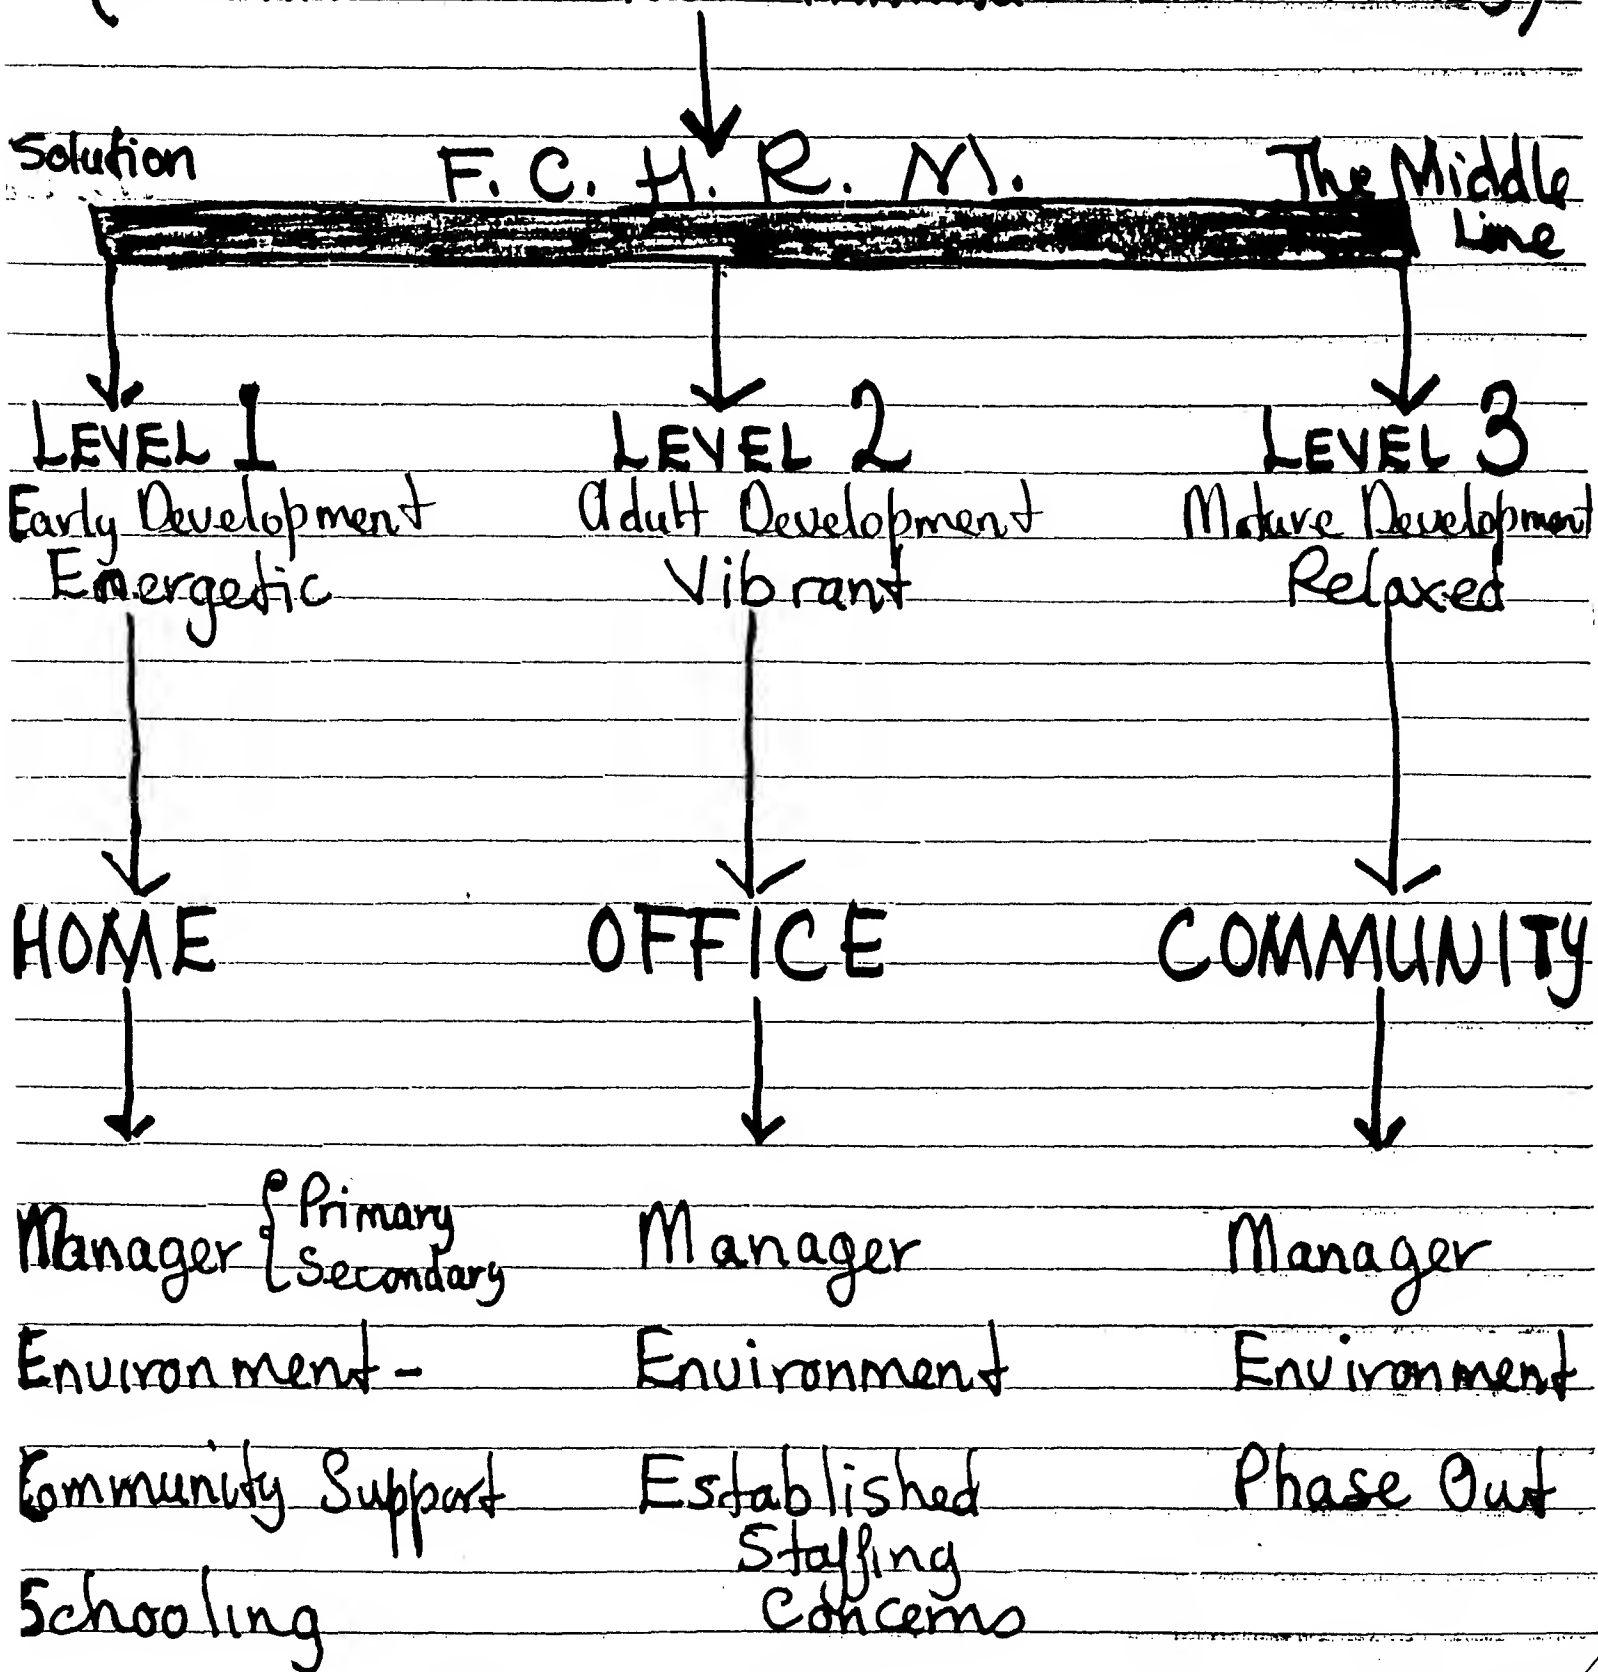 Solution F. C. H. R. M. The Middle
Line
LEVEL 1 LEVEL 2 LEVEL 3
Early Development Adult Development Mature Development
Energetic Vibrant Relaxed
HOME OFFICE COMMUNITY
Manager { Primary Manager Manager
Secondary
Environment - Environment Environment
Community Support Established Phase Out
Staffing
Schooling Concerns